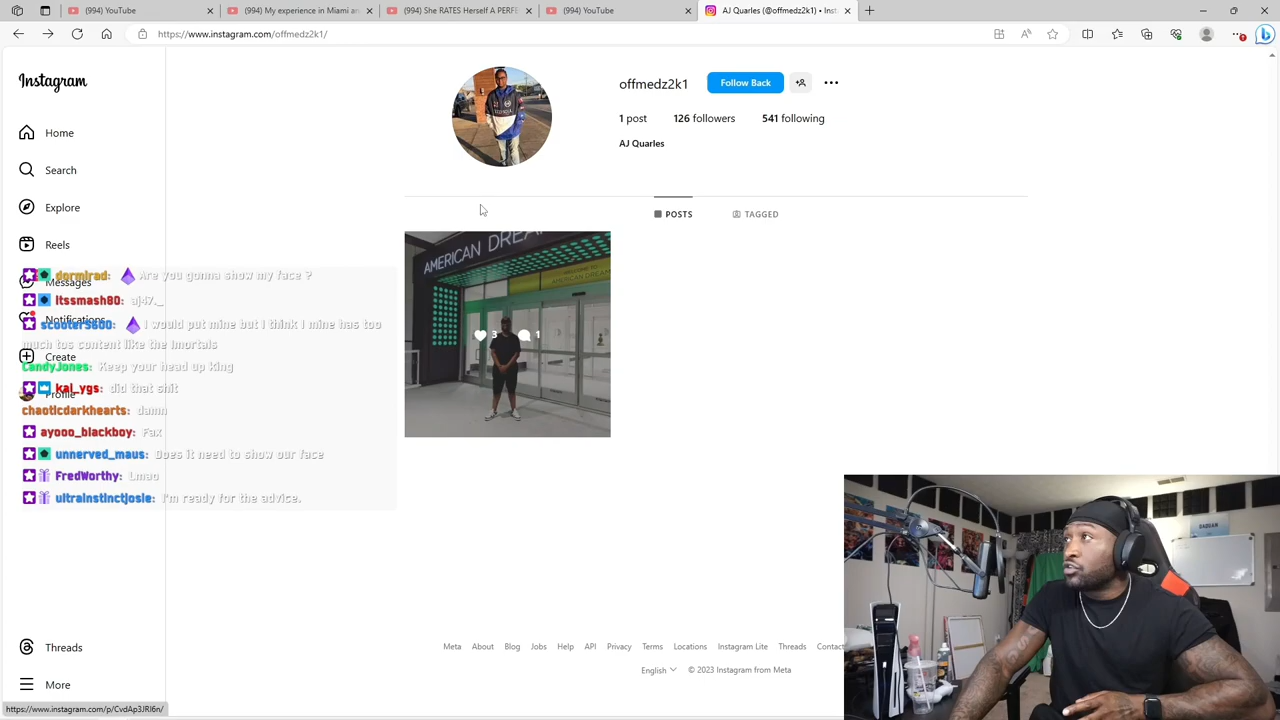 (994) YouTube
(994) My experience in Miami an
(994) She RATES Herself A PERFE
(994) YouTube
AJ Quarles (@offmedz2k1) • Inst
https://www.instagram.com/offmedz2k1/
Instagram
offmedz2k1
Follow Back
1 post
126 followers
541 following
AJ Quarles
Home
Search
Explore
Reels
Messages
Notifications
Create
Profile
POSTS
TAGGED
AMERICAN DREAM
3
1
dormirad: Are you gonna show my face ?
itssmash80: aj47._
scooter5600: I would put mine but I think I mine has too
much tos content like the imortals
CandyJones: Keep your head up king
kai_ygs: did that shit
chaoticdarkhearts: damn
ayooo_blackboy: Fax
unnerved_maus: Does it need to show our face
FredWorthy: Lmao
ultrainstinctjosie: I'm ready for the advice.
Threads
More
Meta
About
Blog
Jobs
Help
API
Privacy
Terms
Locations
Instagram Lite
Threads
Contact
English
© 2023 Instagram from Meta
https://www.instagram.com/p/CvdAp3JRl6n/